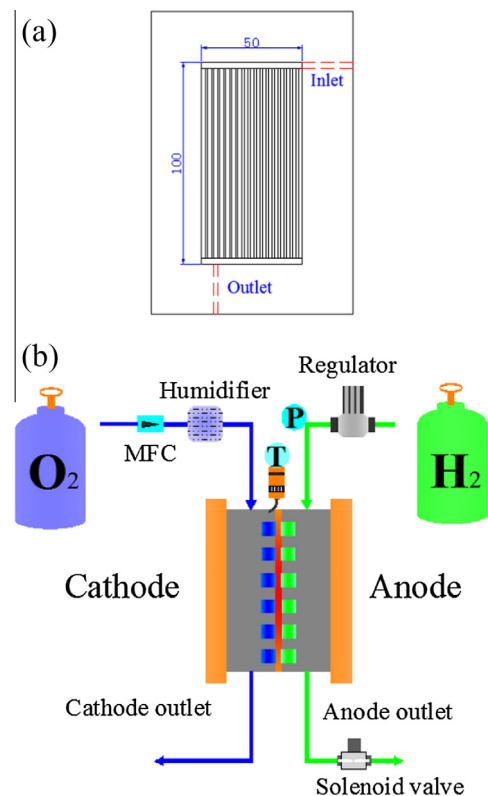 (a)
50
Inlet
100
Outlet
(b)
Regulator
Humidifier
P
MFC
T
O2
H2
Cathode
Anode
Cathode outlet
Anode outlet
Solenoid valve